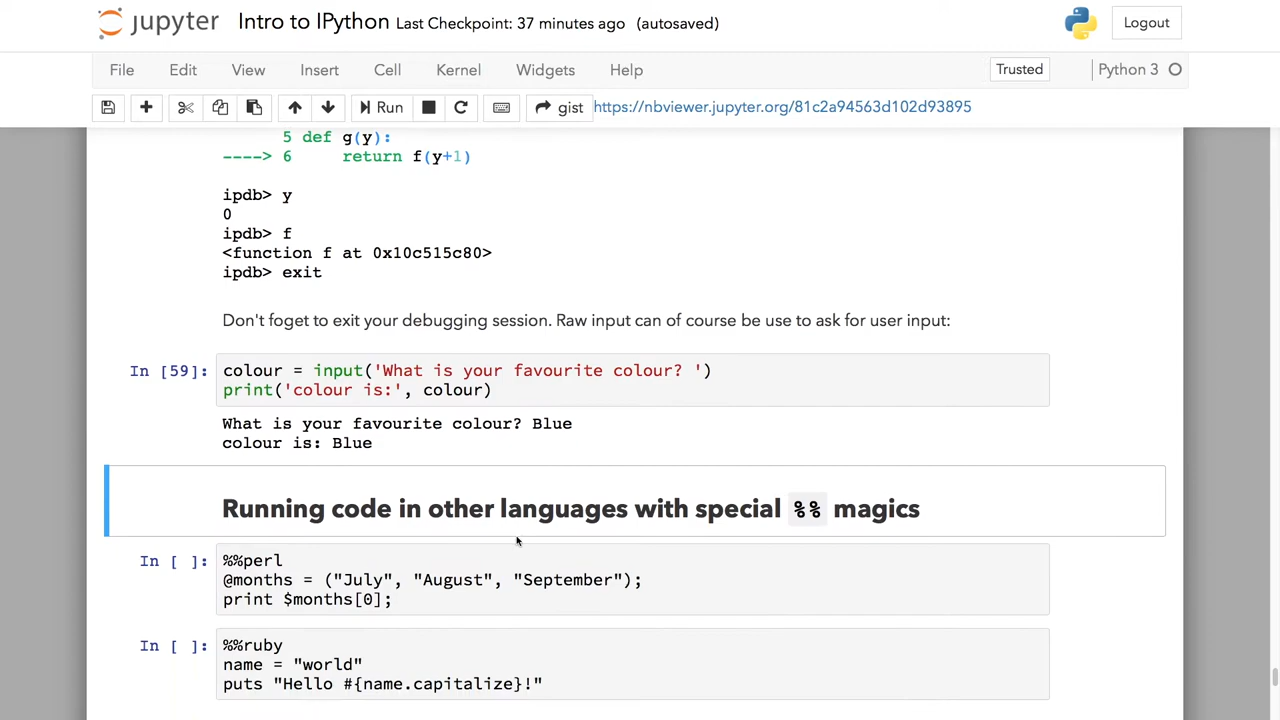 jupyter Intro to IPython Last Checkpoint: 37 minutes ago (autosaved) Logout
File Edit View Insert Cell Kernel Widgets Help Trusted Python 3
Run gist https://nbviewer.jupyter.org/81c2a94563d102d93895
5 def g(y):
----> 6     return f(y+1)
ipdb> y
0
ipdb> f
<function f at 0x10c515c80>
ipdb> exit
Don't foget to exit your debugging session. Raw input can of course be use to ask for user input:
In [59]: colour = input('What is your favourite colour? ')
print('colour is:', colour)
What is your favourite colour? Blue
colour is: Blue
Running code in other languages with special %% magics
In [ ]: %%perl
@months = ("July", "August", "September");
print $months[0];
In [ ]: %%ruby
name = "world"
puts "Hello #{name.capitalize}!"